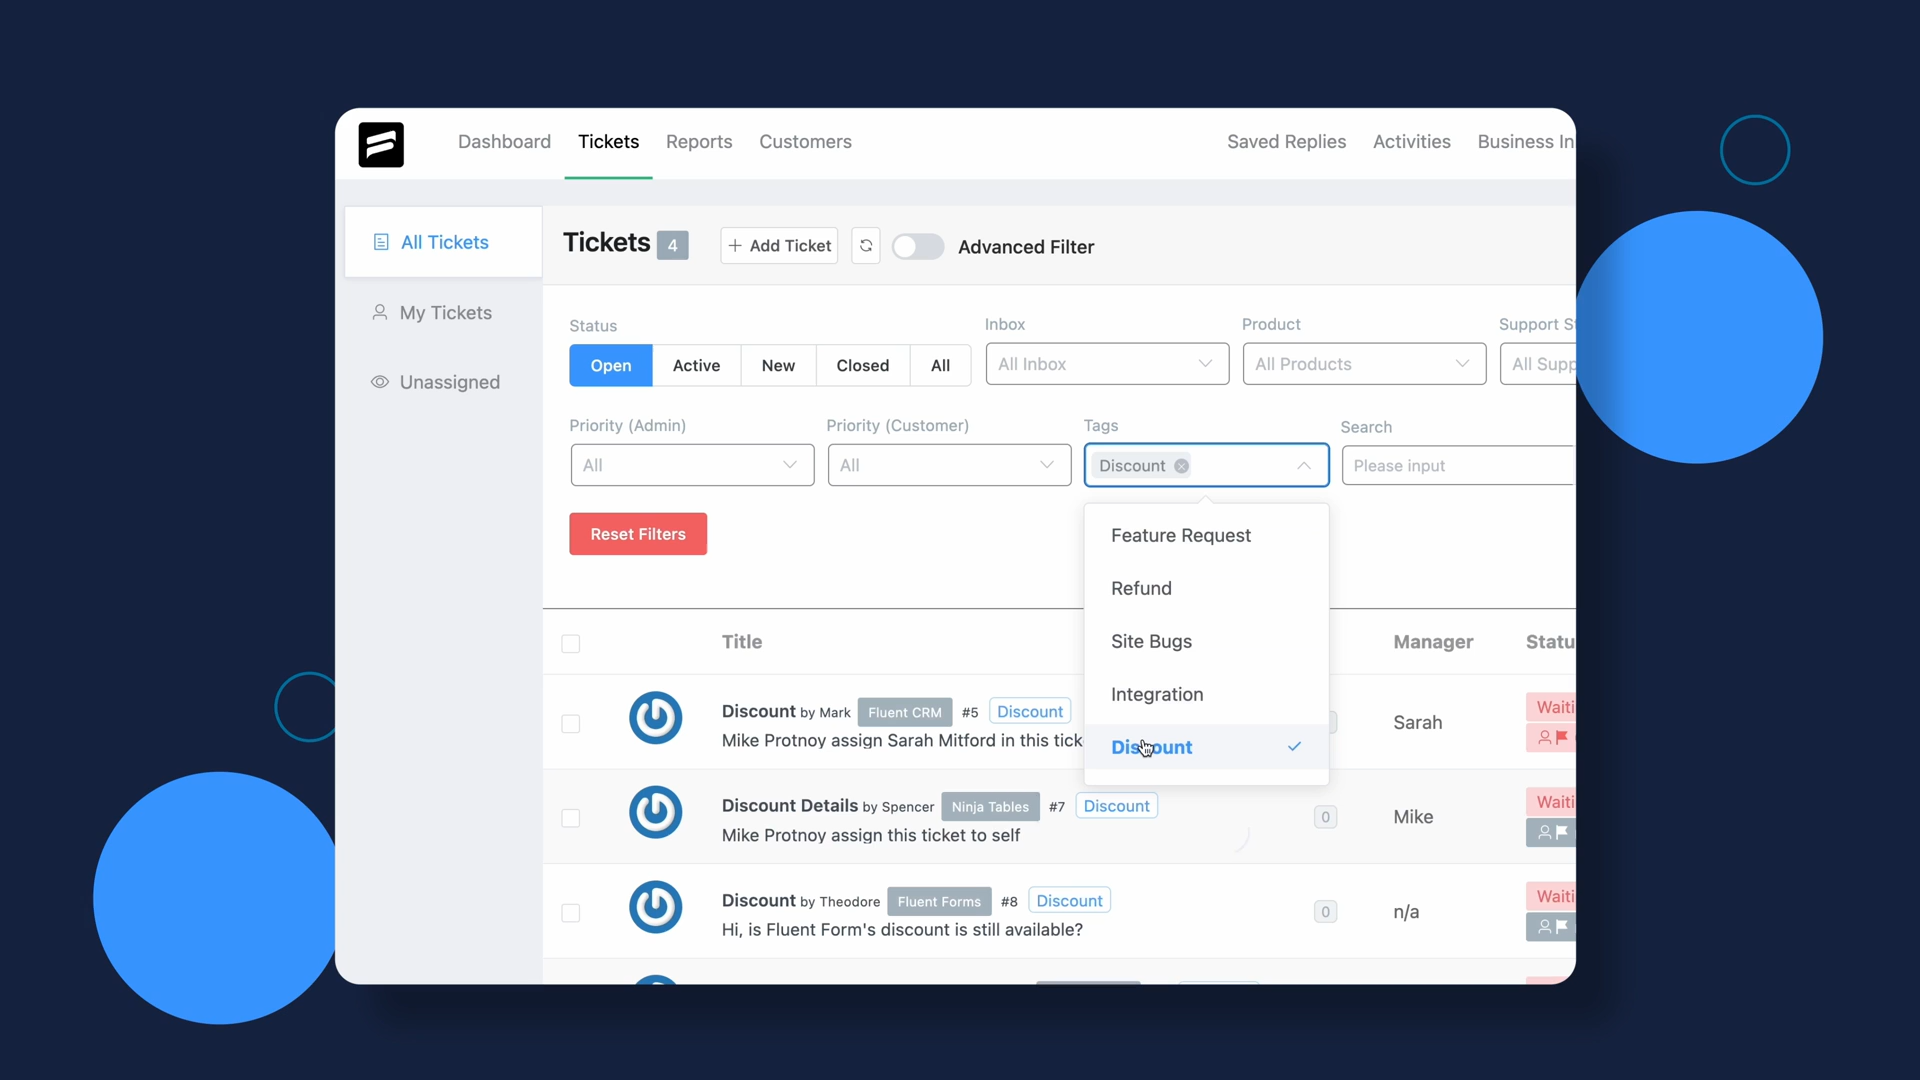 Dashboard Tickets Reports Customers Saved Replies Activities Business In
All Tickets
My Tickets
Unassigned
Tickets 4 + Add Ticket Advanced Filter
Status Inbox Product Support St
Open Active New Closed All All Inbox All Products All Supp
Priority (Admin) Priority (Customer) Tags Search
All All Discount Please input
Reset Filters
Feature Request
Refund
Site Bugs
Integration
Discount
Title Manager Statu
Discount by Mark Fluent CRM #5 Discount Sarah Waiti
Mike Protnoy assign Sarah Mitford in this tick
Discount Details by Spencer Ninja Tables #7 Discount 0 Mike Waiti
Mike Protnoy assign this ticket to self
Discount by Theodore Fluent Forms #8 Discount 0 n/a Waiti
Hi, is Fluent Form's discount is still available?